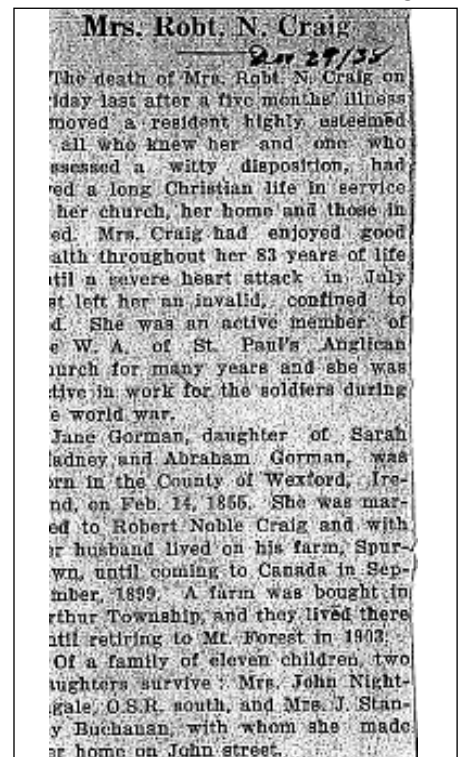 Mrs. Robt. N. Craig
29/38
The death of Mrs. Robt. N. Craig on
iday last after a five months' illness
moved a resident highly esteemed
all who knew her and one who
ssessed a witty disposition, had
ved a long Christian life in service
her church, her home and those in
ed. Mrs. Craig had enjoyed good
alth throughout her 83 years of life
til a severe heart attack in July
st left her an invalid, confined to
d. She was an active member of
e W. A. of St. Paul's Anglican
urch for many years and she was
tive in work for the soldiers during
e world war.
Jane Gorman, daughter of Sarah
adney and Abraham Gorman, was
rn in the County of Wexford, Ire-
nd, on Feb. 14, 1855. She was mar-
ed to Robert Noble Craig and with
er husband lived on his farm, Spur-
wn, until coming to Canada in Sep-
mber, 1899. A farm was bought in
rthur Township, and they lived there
ntil retiring to Mt. Forest in 1903.
Of a family of eleven children, two
aughters survive: Mrs. John Night-
gale, O.S.R. south, and Mrs. J. Stan-
y Buchanan, with whom she made
er home on John street.